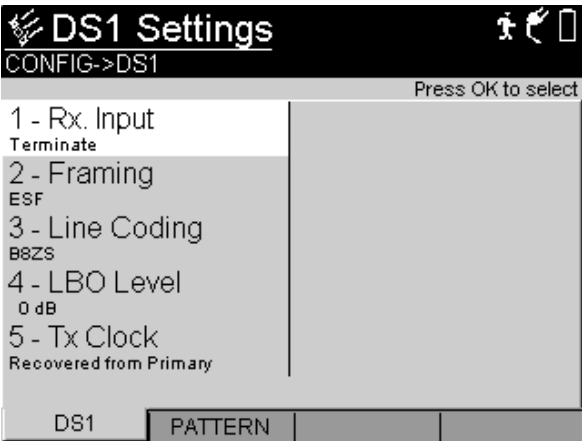 DS1 Settings
CONFIG->DS1
Press OK to select
1 - Rx. Input
Terminate
2 - Framing
ESF
3 - Line Coding
B8ZS
4 - LBO Level
0 dB
5 - Tx Clock
Recovered from Primary
DS1 PATTERN